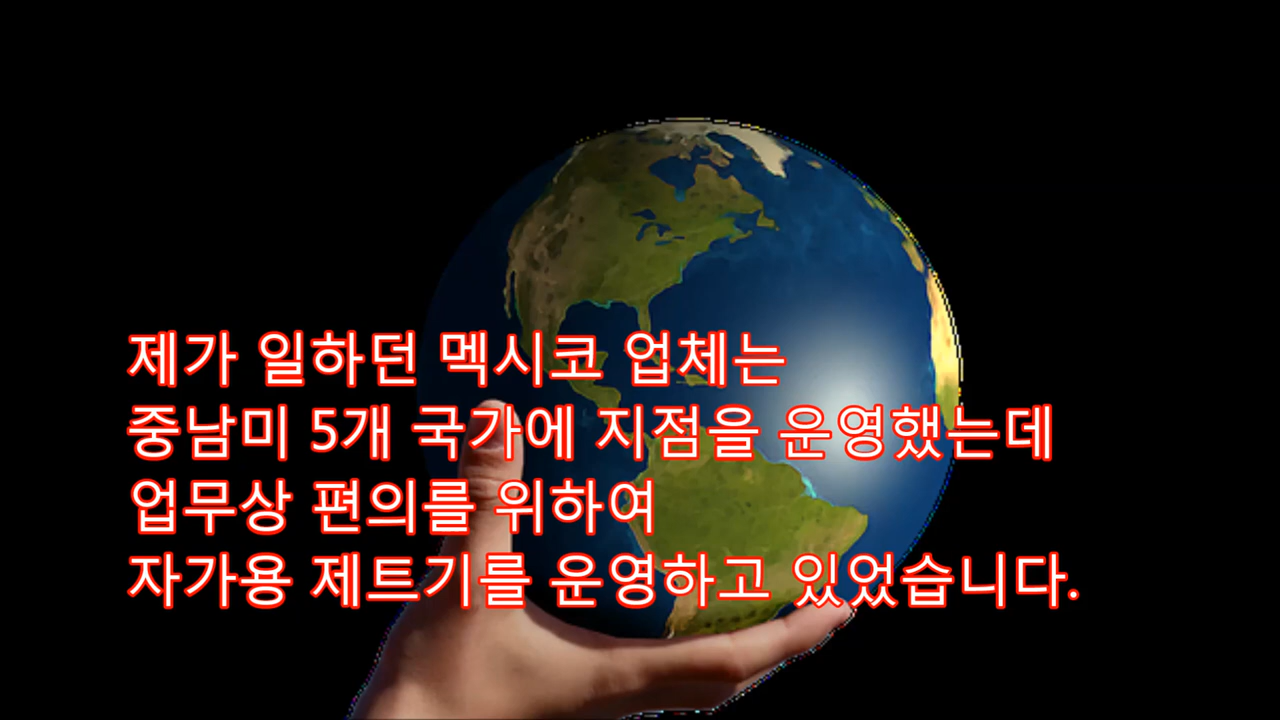 제가 일하던 멕시코 업체는
중남미 5개 국가에 지점을 운영했는데
업무상 편의를 위하여
자가용 제트기를 운영하고 있었습니다.